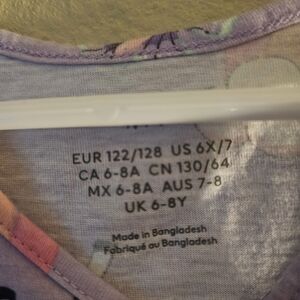 EUR 122/128 US 6X/7
CA 6-8A CN 130/64
MX 6-8A AUS 7-8
UK 6-8Y
Made in Bangladesh
Fabriqué au Bangladesh